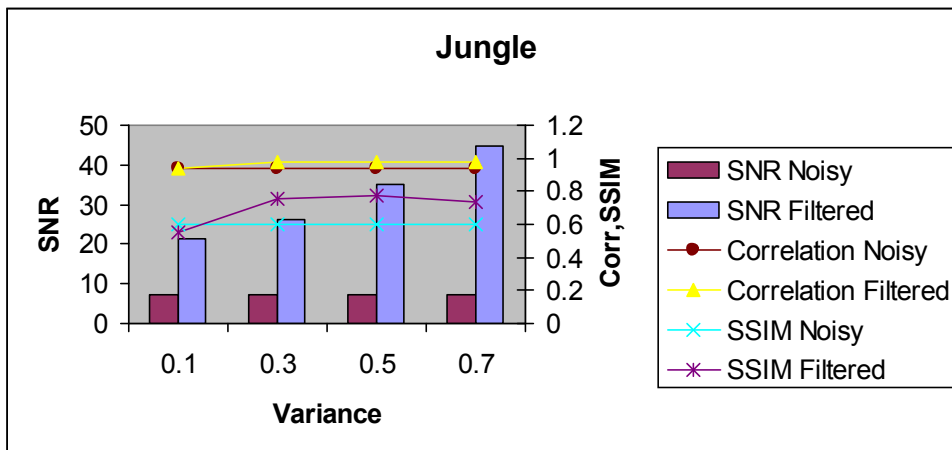 Jungle
SNR
50
40
30
20
10
0
1.2
1
0.8
0.6
0.4
0.2
0
Corr,SSIM
0.1 0.3 0.5 0.7
Variance
SNR Noisy
SNR Filtered
Correlation Noisy
Correlation Filtered
SSIM Noisy
SSIM Filtered